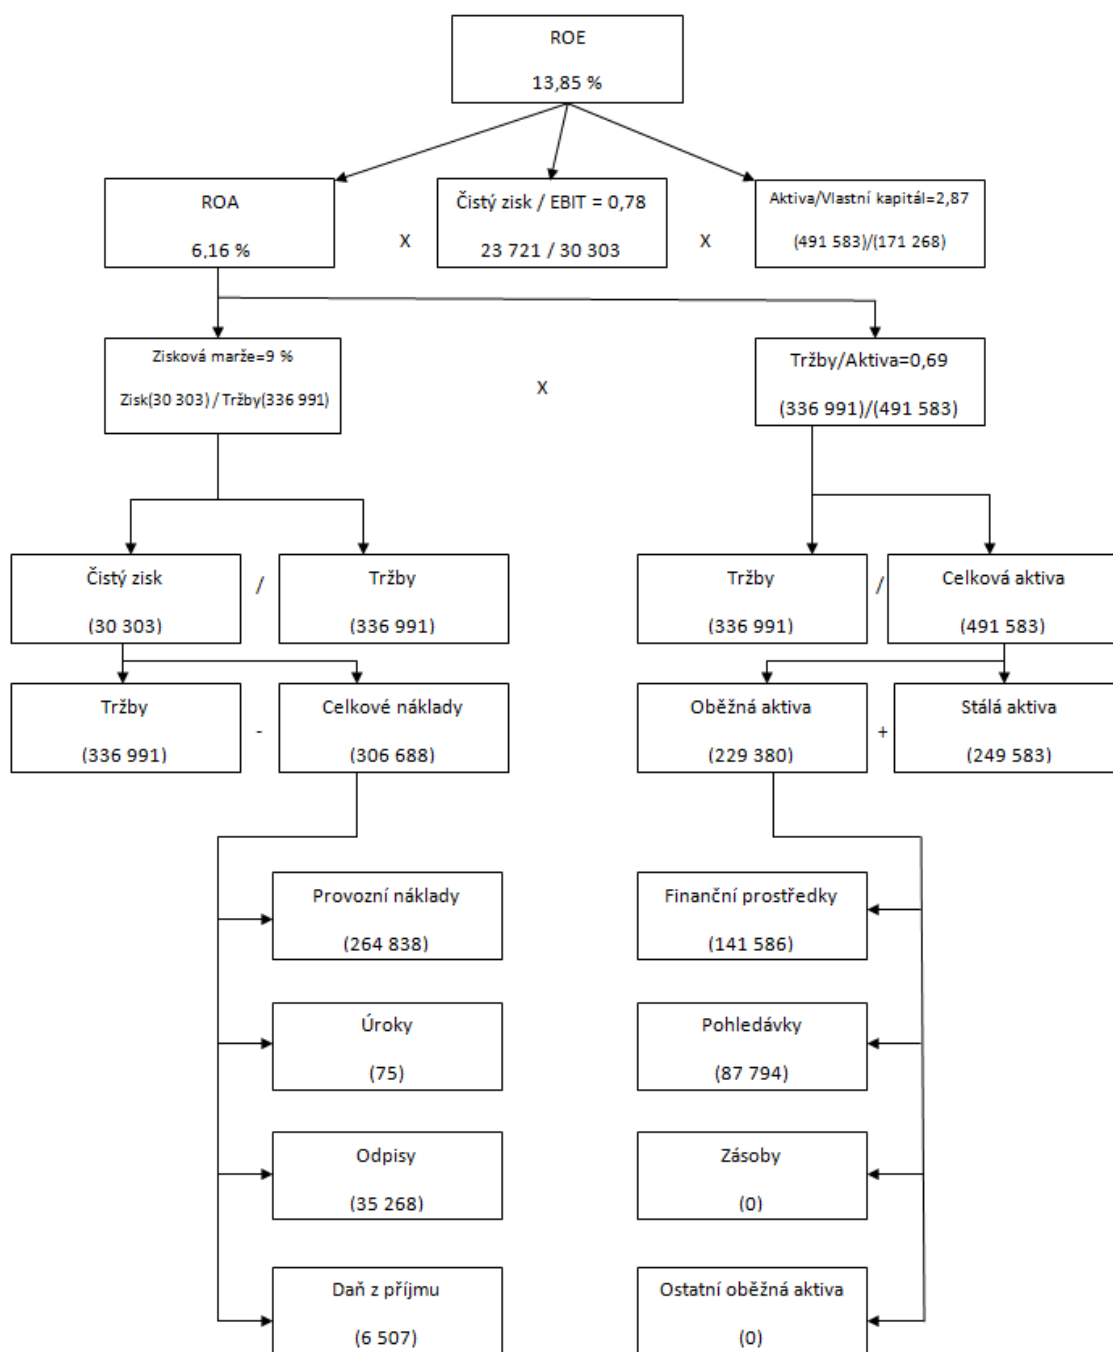 ROE
13,85 %
ROA
6,16 %
X
Čistý zisk / EBIT = 0,78
23 721 / 30 303
X
Aktiva/Vlastní kapitál=2,87
(491 583)/(171 268)
Zisková marže=9 %
Zisk(30 303) / Tržby(336 991)
X
Tržby/Aktiva=0,69
(336 991)/(491 583)
Čistý zisk
(30 303)
/
Tržby
(336 991)
Tržby
(336 991)
/
Celková aktiva
(491 583)
Tržby
(336 991)
-
Celkové náklady
(306 688)
Oběžná aktiva
(229 380)
+
Stálá aktiva
(249 583)
Provozní náklady
(264 838)
Finanční prostředky
(141 586)
Úroky
(75)
Pohledávky
(87 794)
Odpisy
(35 268)
Zásoby
(0)
Daň z příjmu
(6 507)
Ostatní oběžná aktiva
(0)